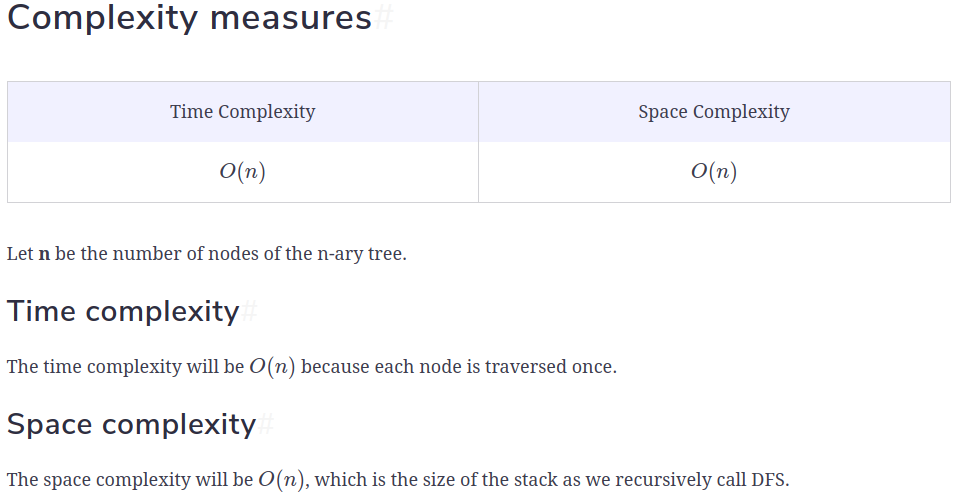 Complexity measures#
Time Complexity Space Complexity
O(n) O(n)
Let n be the number of nodes of the n-ary tree.
Time complexity#
The time complexity will be O(n) because each node is traversed once.
Space complexity#
The space complexity will be O(n), which is the size of the stack as we recursively call DFS.